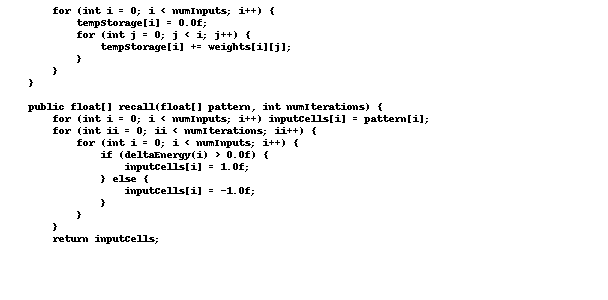 for (int i = 0; i < numInputs; i++) {
tempStorage[i] = 0.0f;
for (int j = 0; j < i; j++) {
tempStorage[i] += weights[i][j];
}
}
}
public float[] recall(float[] pattern, int numIterations) {
for (int i = 0; i < numInputs; i++) inputCells[i] = pattern[i];
for (int ii = 0; ii < numIterations; ii++) {
for (int i = 0; i < numInputs; i++) {
if (deltaEnergy(i) > 0.0f) {
inputCells[i] = 1.0f;
} else {
inputCells[i] = -1.0f;
}
}
}
return inputCells;